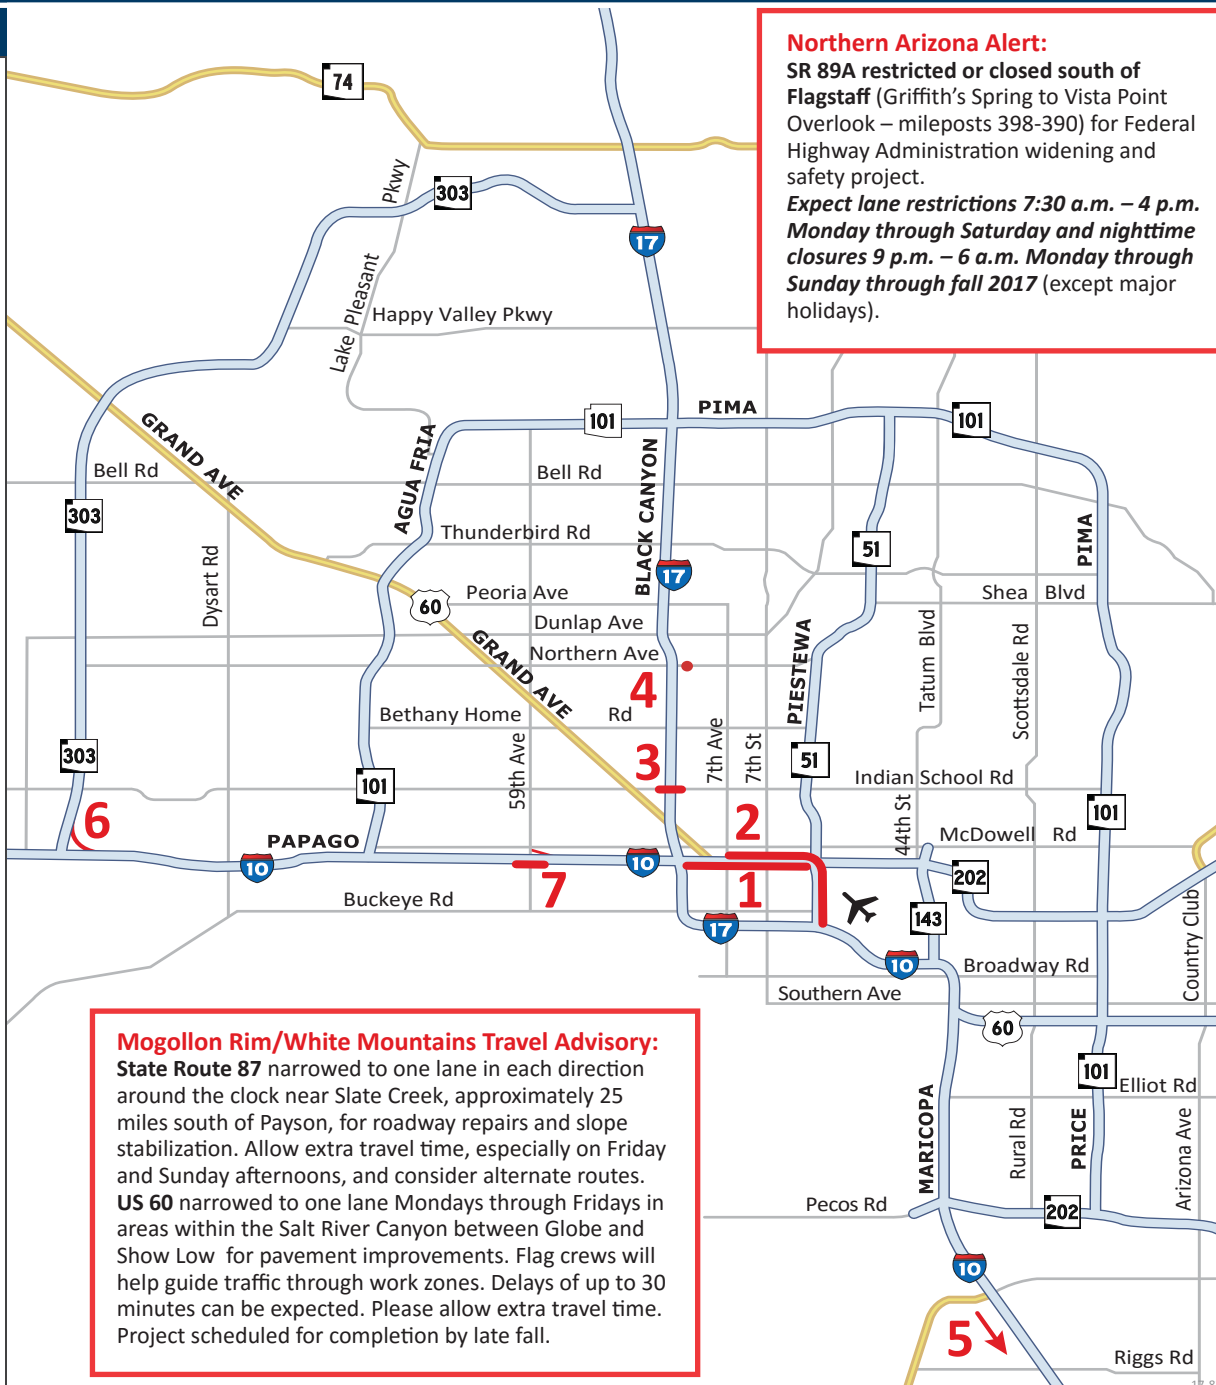 Northern Arizona Alert:
SR 89A restricted or closed south of
Flagstaff (Griffith's Spring to Vista Point
Overlook – mileposts 398-390) for Federal
Highway Administration widening and
safety project.
Expect lane restrictions 7:30 a.m. – 4 p.m.
Monday through Saturday and nighttime
closures 9 p.m. – 6 a.m. Monday through
Sunday through fall 2017 (except major
holidays).
74
Pkwy
303
17
Lake Pleasant
Happy Valley Pkwy
PIMA
101
101
GRAND AVE
AGUA FRIA
BLACK CANYON
Bell Rd
Bell Rd
303
Thunderbird Rd
51
PIMA
Dysart Rd
17
60
Peoria Ave
Shea Blvd
Dunlap Ave
GRAND AVE
Northern Ave
PIESTEWA
Tatum Blvd
Scottsdale Rd
4
Bethany Home Rd
303
101
59th Ave
3
7th Ave
7th St
51
Indian School Rd
6
PAPAGO
2
44th St
101
McDowell Rd
10
10
7
1
202
Buckeye Rd
17
143
Country Club
10
Broadway Rd
Southern Ave
60
Mogollon Rim/White Mountains Travel Advisory:
State Route 87 narrowed to one lane in each direction
around the clock near Slate Creek, approximately 25
miles south of Payson, for roadway repairs and slope
stabilization. Allow extra travel time, especially on Friday
and Sunday afternoons, and consider alternate routes.
US 60 narrowed to one lane Mondays through Fridays in
areas within the Salt River Canyon between Globe and
Show Low for pavement improvements. Flag crews will
help guide traffic through work zones. Delays of up to 30
minutes can be expected. Please allow extra travel time.
Project scheduled for completion by late fall.
101
Elliot Rd
MARICOPA
Rural Rd
PRICE
Arizona Ave
Pecos Rd
202
10
5
Riggs Rd